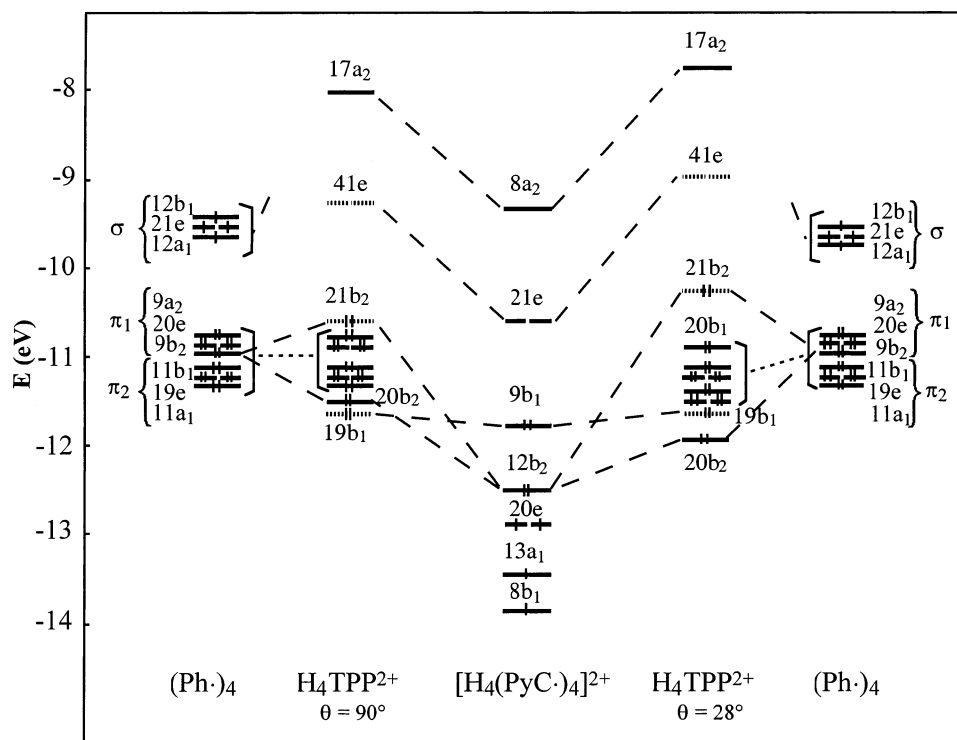 E (eV)
-8
-9
-10
-11
-12
-13
-14
σ
12b₁
21e
12a₁
π₁
9a₂
20e
9b₂
π₂
11b₁
19e
11a₁
17a₂
41e
21b₂
20b₂
19b₁
8a₂
21e
9b₁
12b₂
20e
13a₁
8b₁
17a₂
41e
21b₂
20b₁
19b₁
20b₂
12b₁
21e
12a₁
σ
9a₂
20e
9b₂
π₁
11b₁
19e
11a₁
π₂
(Ph·)₄
H₄TPP²⁺
θ = 90°
[H₄(PyC·)₄]²⁺
H₄TPP²⁺
θ = 28°
(Ph·)₄